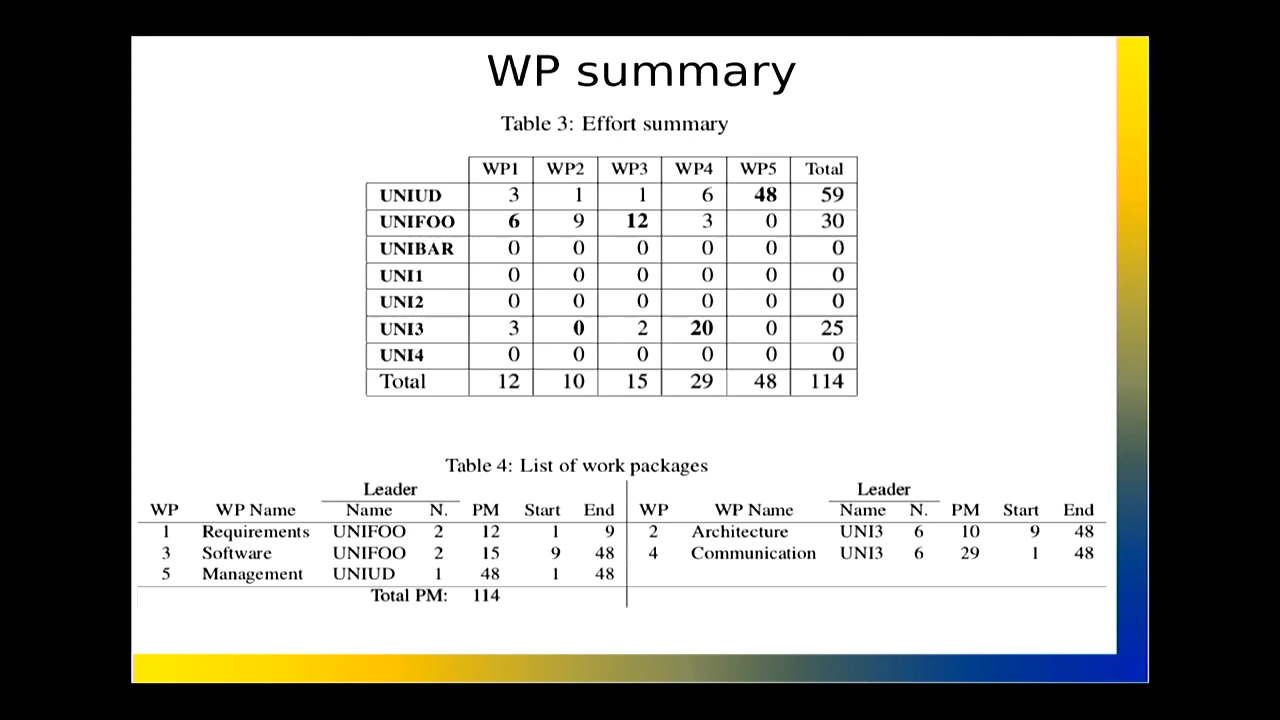 WP summary
Table 3: Effort summary
WP1 WP2 WP3 WP4 WP5 Total
UNIUD 3 1 1 6 48 59
UNIFOO 6 9 12 3 0 30
UNIBAR 0 0 0 0 0 0
UNI1 0 0 0 0 0 0
UNI2 0 0 0 0 0 0
UNI3 3 0 2 20 0 25
UNI4 0 0 0 0 0 0
Total 12 10 15 29 48 114
Table 4: List of work packages
Leader Leader
WP WP Name Name N. PM Start End WP WP Name Name N. PM Start End
1 Requirements UNIFOO 2 12 1 9 2 Architecture UNI3 6 10 9 48
3 Software UNIFOO 2 15 9 48 4 Communication UNI3 6 29 1 48
5 Management UNIUD 1 48 1 48
Total PM: 114